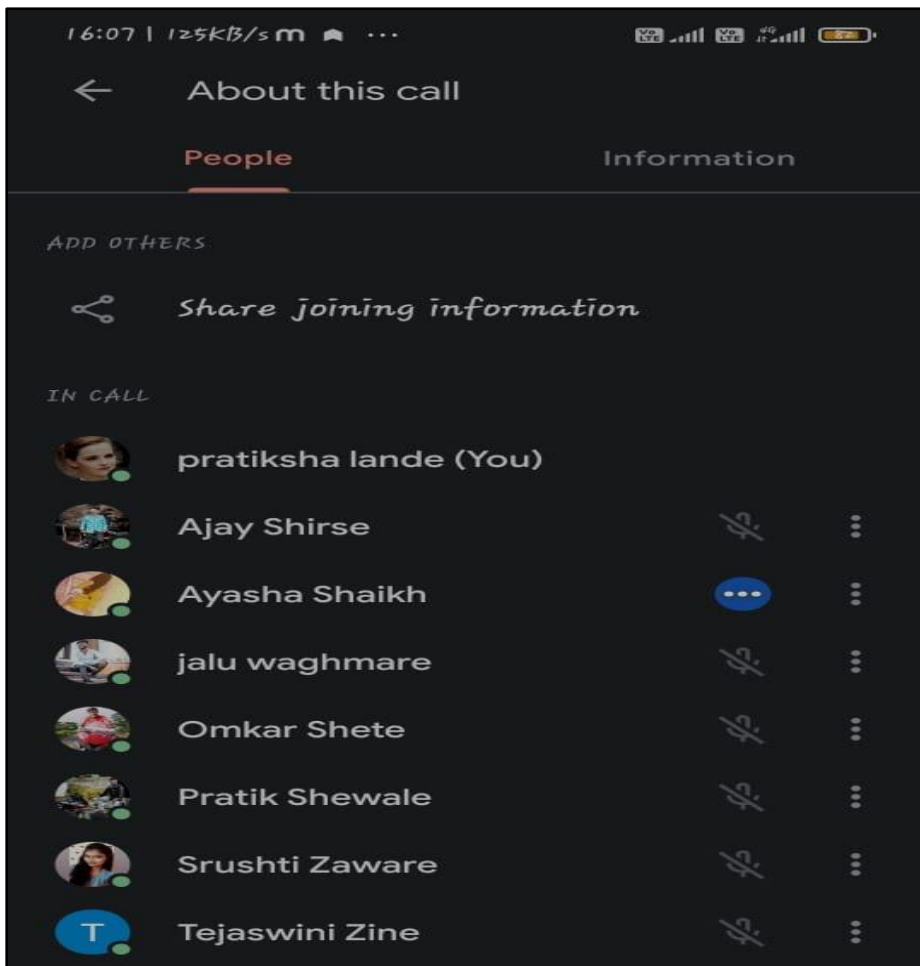 16:07 | 125KB/s m ...
About this call
People Information
ADD OTHERS
Share joining information
IN CALL
pratiksha lande (You)
Ajay Shirse
Ayasha Shaikh
jalu waghmare
Omkar Shete
Pratik Shewale
Srushti Zaware
T Tejaswini Zine